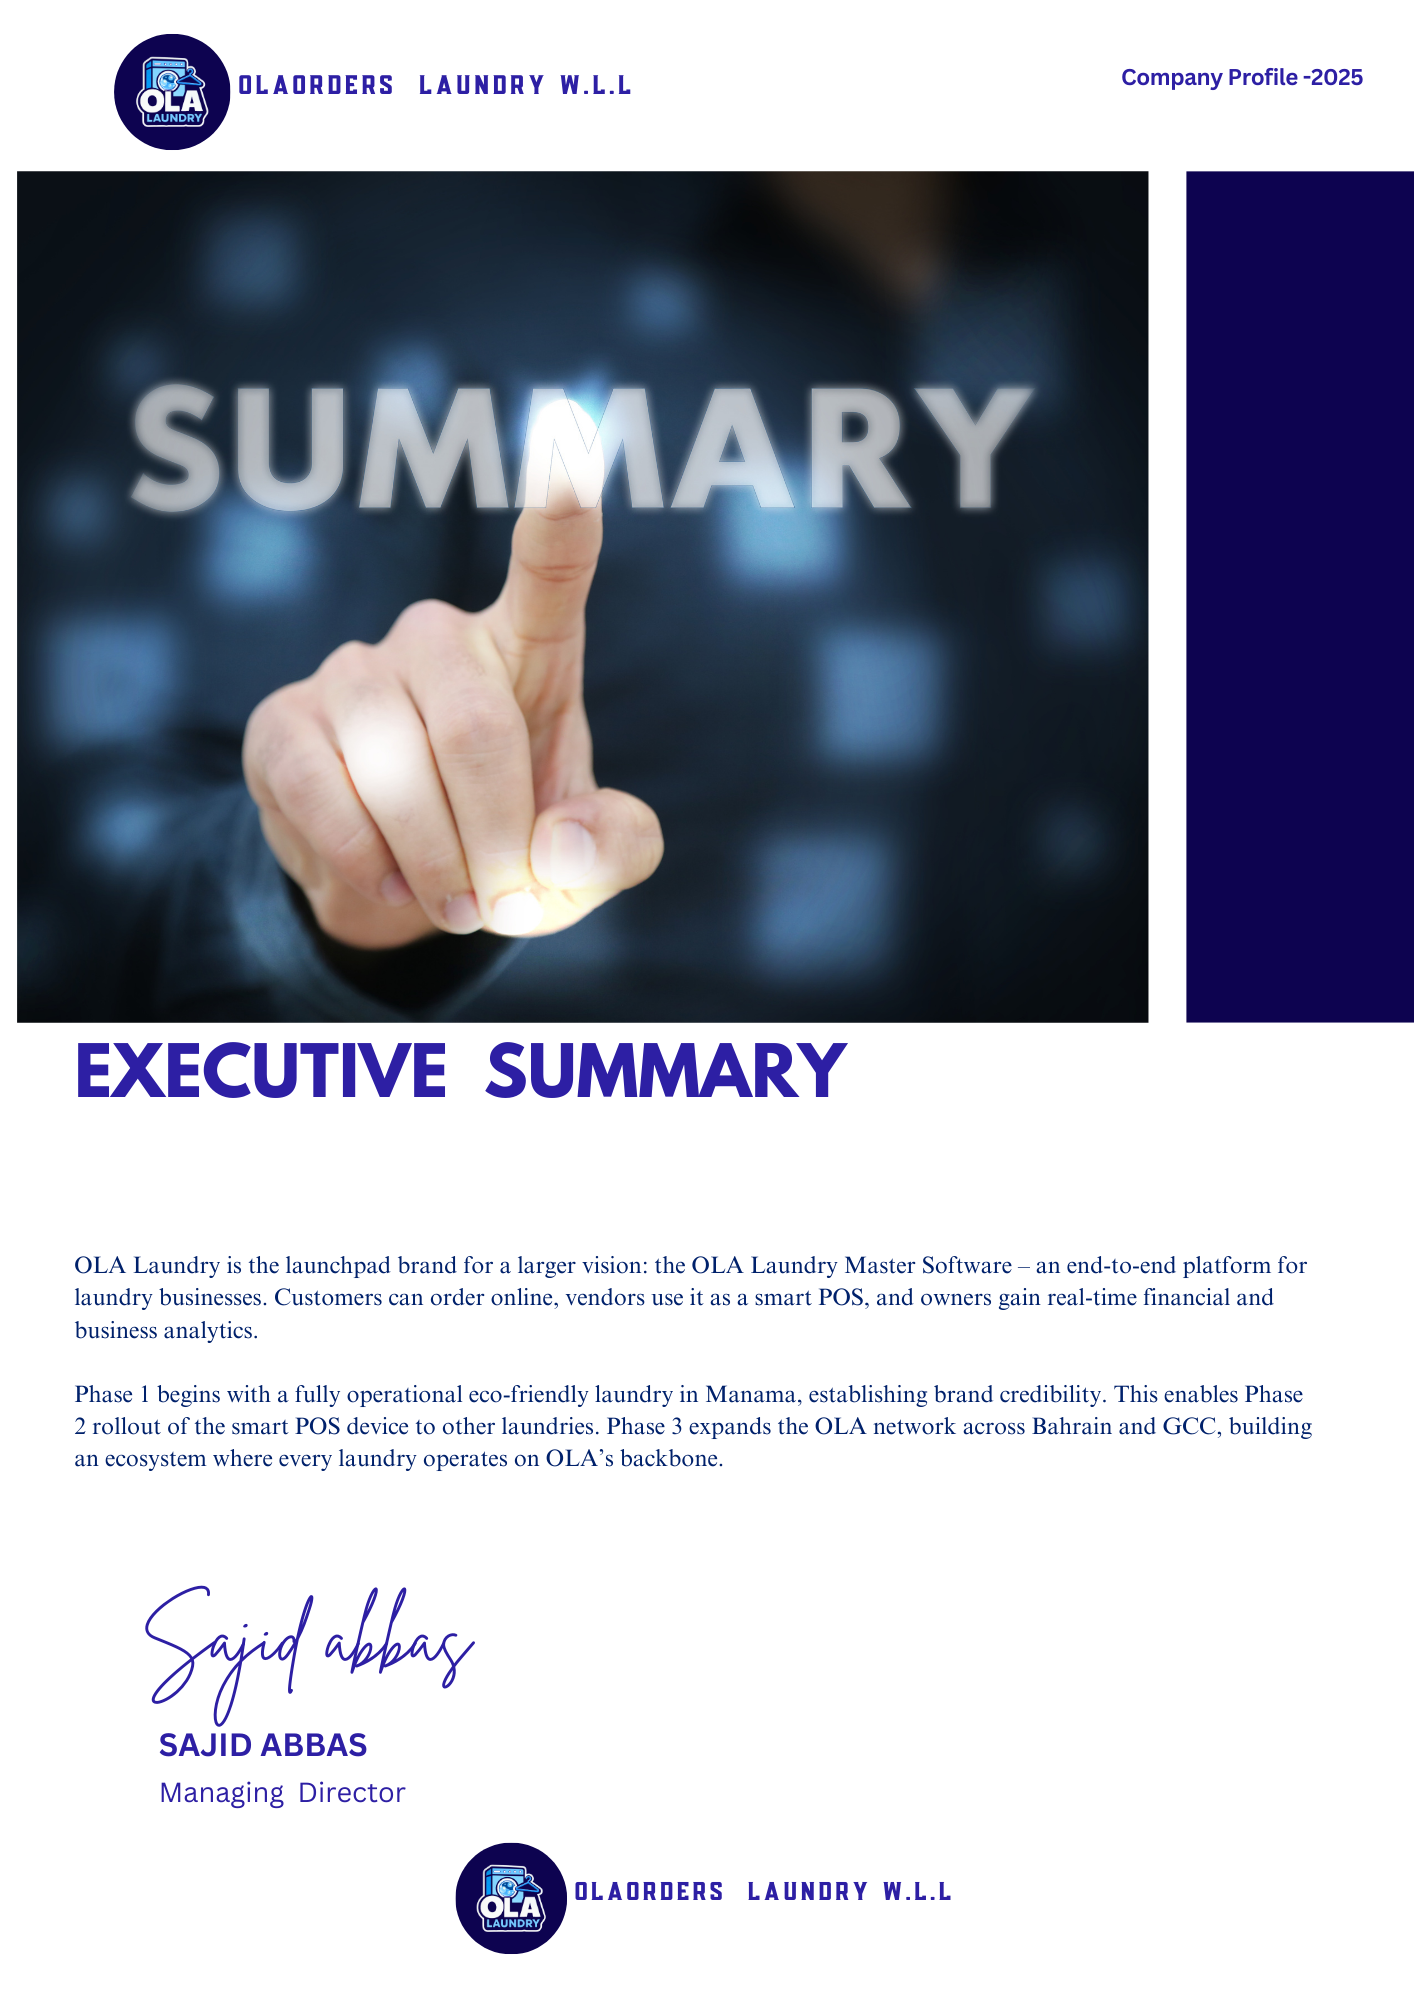 OLA
LAUNDRY
OLAORDERS LAUNDRY W.L.L
Company Profile -2025
SUMMARY
EXECUTIVE SUMMARY
OLA Laundry is the launchpad brand for a larger vision: the OLA Laundry Master Software – an end-to-end platform for
laundry businesses. Customers can order online, vendors use it as a smart POS, and owners gain real-time financial and
business analytics.
Phase 1 begins with a fully operational eco-friendly laundry in Manama, establishing brand credibility. This enables Phase
2 rollout of the smart POS device to other laundries. Phase 3 expands the OLA network across Bahrain and GCC, building
an ecosystem where every laundry operates on OLA’s backbone.
Sajid abbas
SAJID ABBAS
Managing Director
OLA
LAUNDRY
OLAORDERS LAUNDRY W.L.L